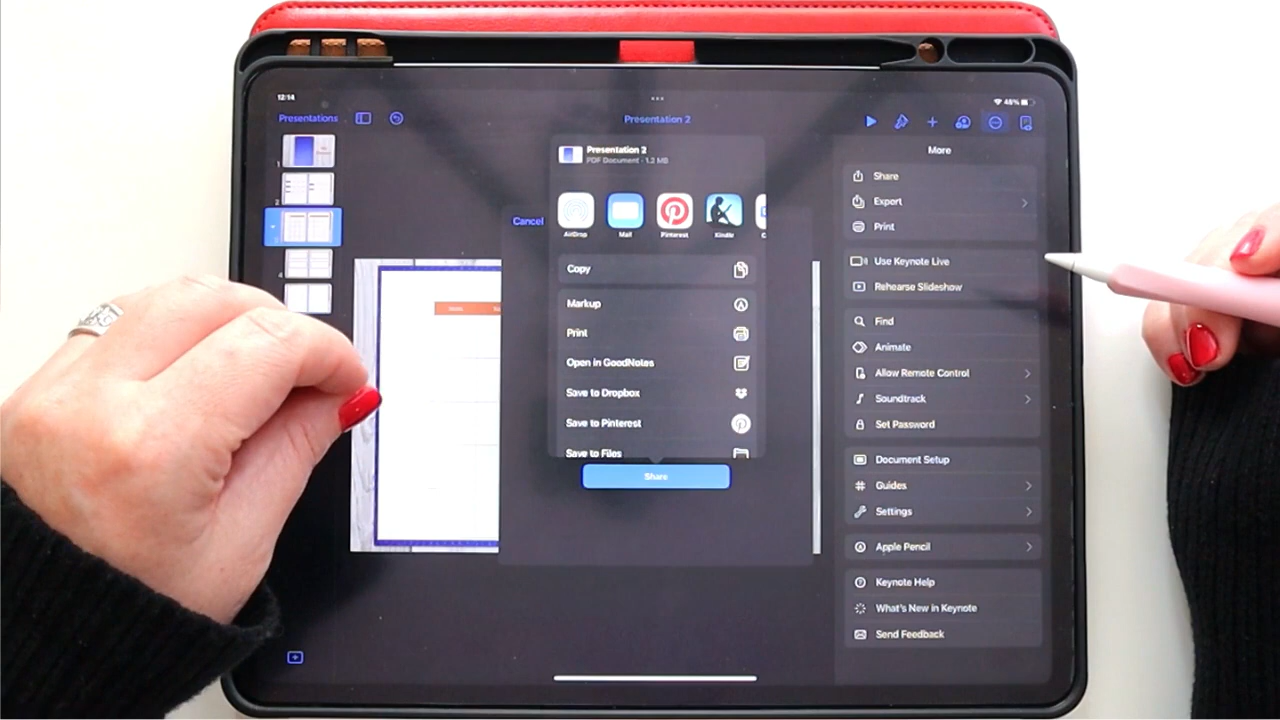 12:14
48%
Presentations
Presentation 2
1
2
4
Presentation 2
PDF Document · 1.2 MB
AirDrop
Mail
Pinterest
Kindle
Cancel
Copy
Markup
Print
Open in GoodNotes
Save to Dropbox
Save to Pinterest
Save to Files
Share
More
Share
Export
Print
Use Keynote Live
Rehearse Slideshow
Find
Animate
Allow Remote Control
Soundtrack
Set Password
Document Setup
Guides
Settings
Apple Pencil
Keynote Help
What's New in Keynote
Send Feedback